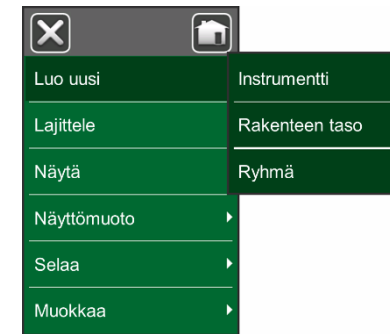 Luo uusi
Instrumentti
Lajittele
Rakenteen taso
Näytä
Ryhmä
Näyttömuoto
Selaa
Muokkaa